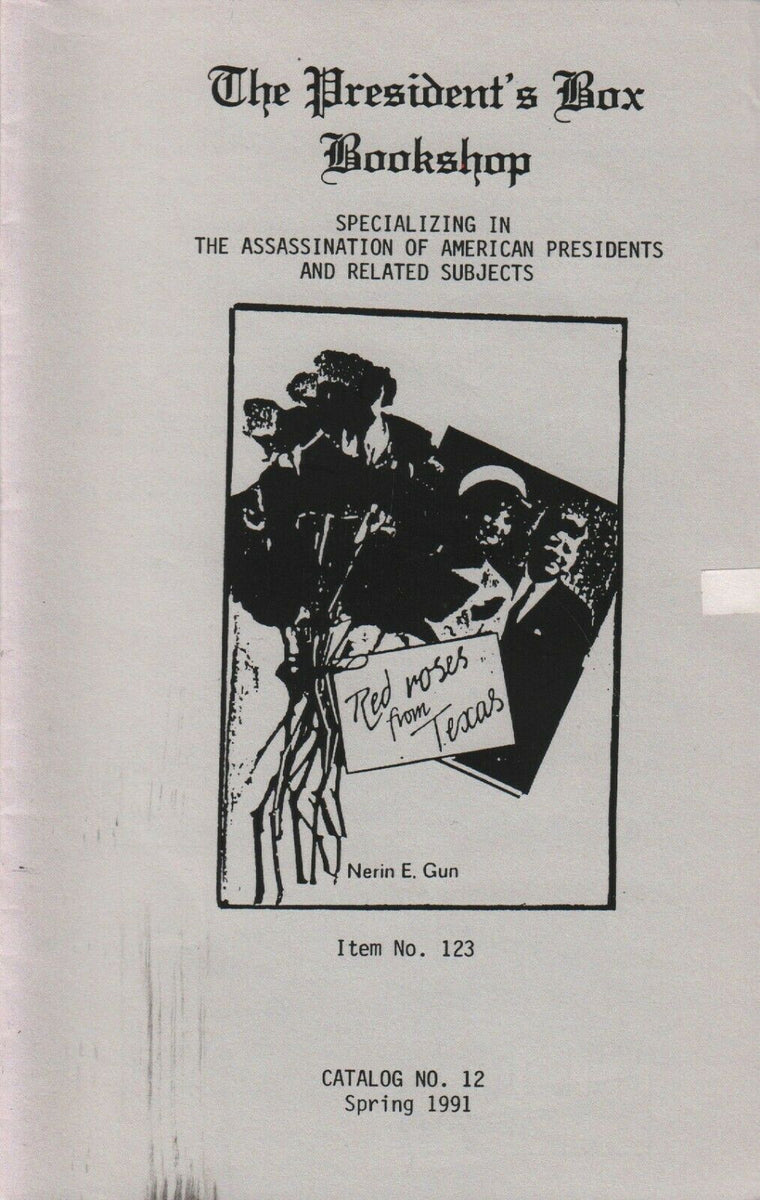 The President's Box
Bookshop
SPECIALIZING IN
THE ASSASSINATION OF AMERICAN PRESIDENTS
AND RELATED SUBJECTS
Red roses
from
Texas
Nerin E. Gun
Item No. 123
CATALOG NO. 12
Spring 1991